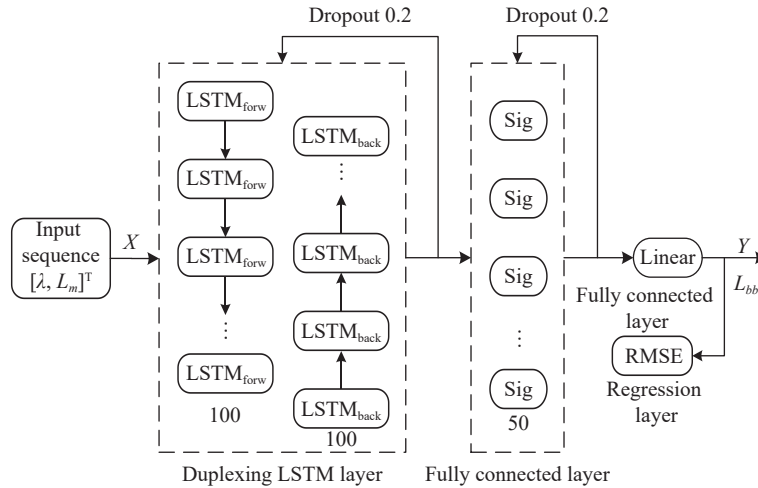 Dropout 0.2
Dropout 0.2
Input
sequence
[λ, Lₘ]ᵀ
X
LSTM_forw
LSTM_forw
LSTM_forw
⋮
LSTM_forw
100
LSTM_back
⋮
LSTM_back
LSTM_back
LSTM_back
100
Duplexing LSTM layer
Sig
Sig
Sig
⋮
Sig
50
Fully connected layer
Linear
Fully connected
layer
Y
L_bb
RMSE
Regression
layer